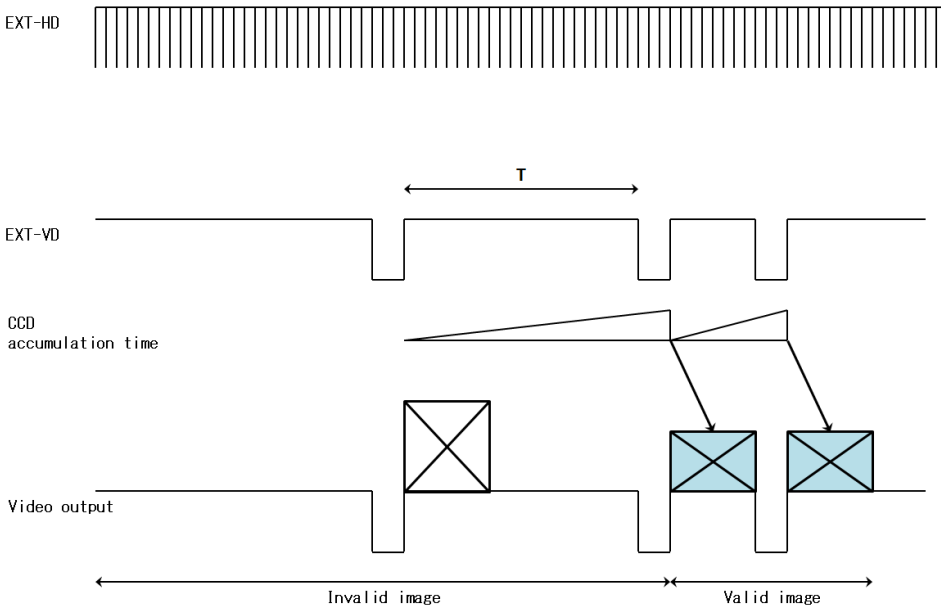 EXT-HD
T
EXT-VD
CCD
accumulation time
Video output
Invalid image
Valid image